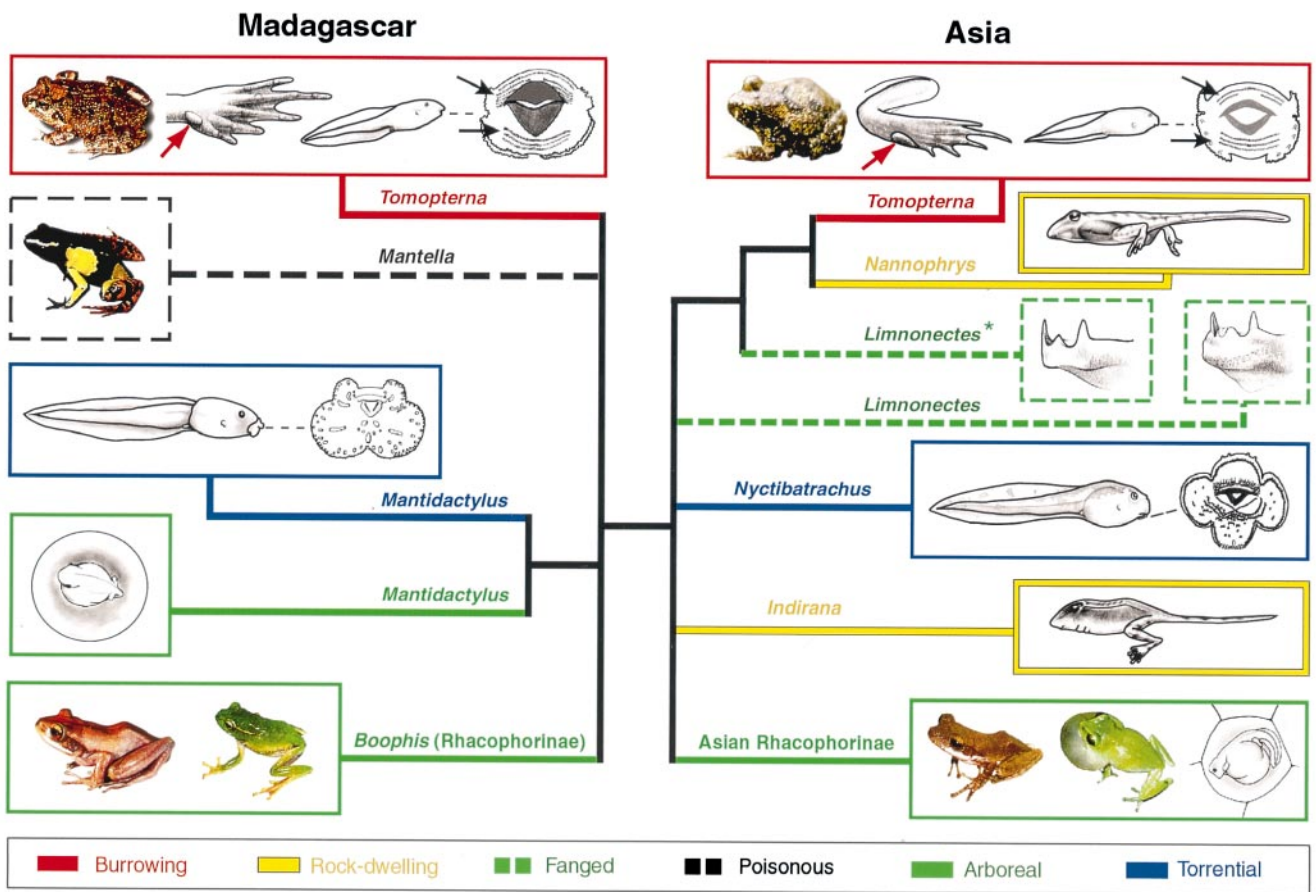 Madagascar
Asia
Tomopterna
Mantella
Mantidactylus
Mantidactylus
Boophis (Rhacophorinae)
Tomopterna
Nannophrys
Limnonectes*
Limnonectes
Nyctibatrachus
Indirana
Asian Rhacophorinae
Burrowing Rock-dwelling Fanged Poisonous Arboreal Torrential